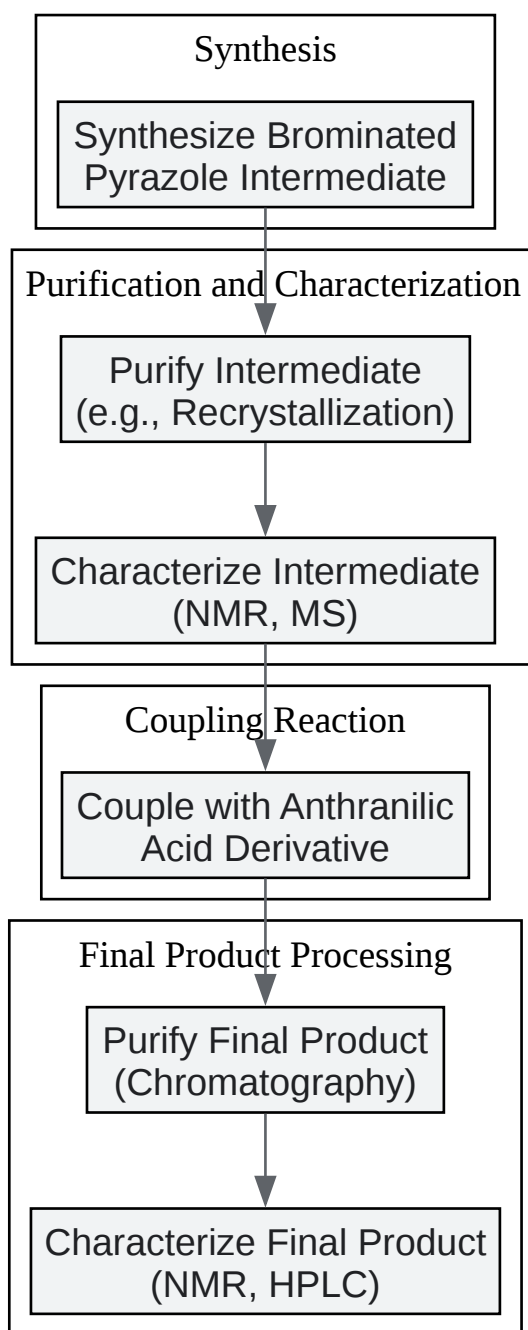 Synthesis
Synthesize Brominated
Pyrazole Intermediate
Purification and Characterization
Purify Intermediate
(e.g., Recrystallization)
Characterize Intermediate
(NMR, MS)
Coupling Reaction
Couple with Anthranilic
Acid Derivative
Final Product Processing
Purify Final Product
(Chromatography)
Characterize Final Product
(NMR, HPLC)